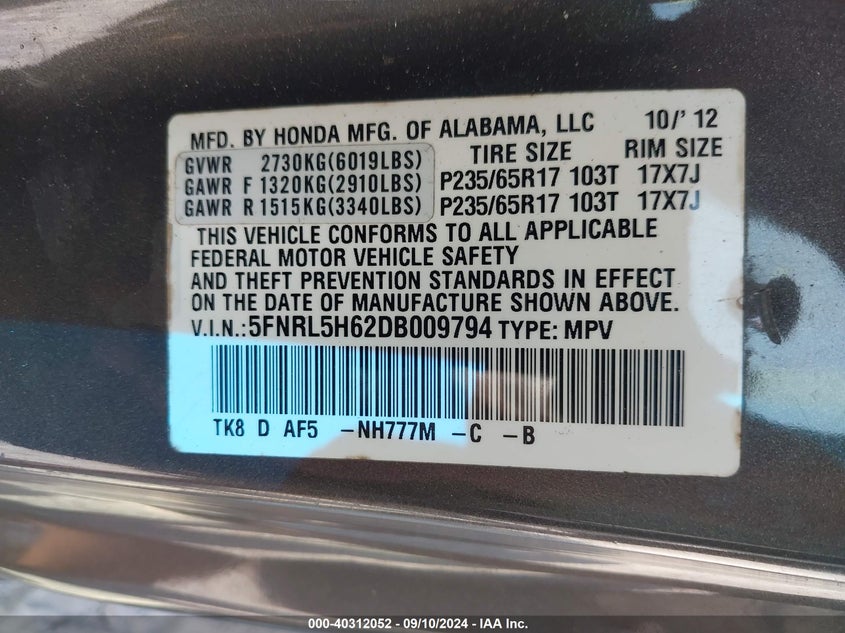 MFD. BY HONDA MFG. OF ALABAMA, LLC 10/'12
GVWR 2730KG(6019LBS) TIRE SIZE RIM SIZE
GAWR F 1320KG(2910LBS) P235/65R17 103T 17X7J
GAWR R 1515KG(3340LBS) P235/65R17 103T 17X7J
THIS VEHICLE CONFORMS TO ALL APPLICABLE
FEDERAL MOTOR VEHICLE SAFETY
AND THEFT PREVENTION STANDARDS IN EFFECT
ON THE DATE OF MANUFACTURE SHOWN ABOVE.
V.I.N.:5FNRL5H62DB009794 TYPE: MPV
TK8 D AF5 -NH777M -C -B
000-40312052 - 09/10/2024 - IAA Inc.